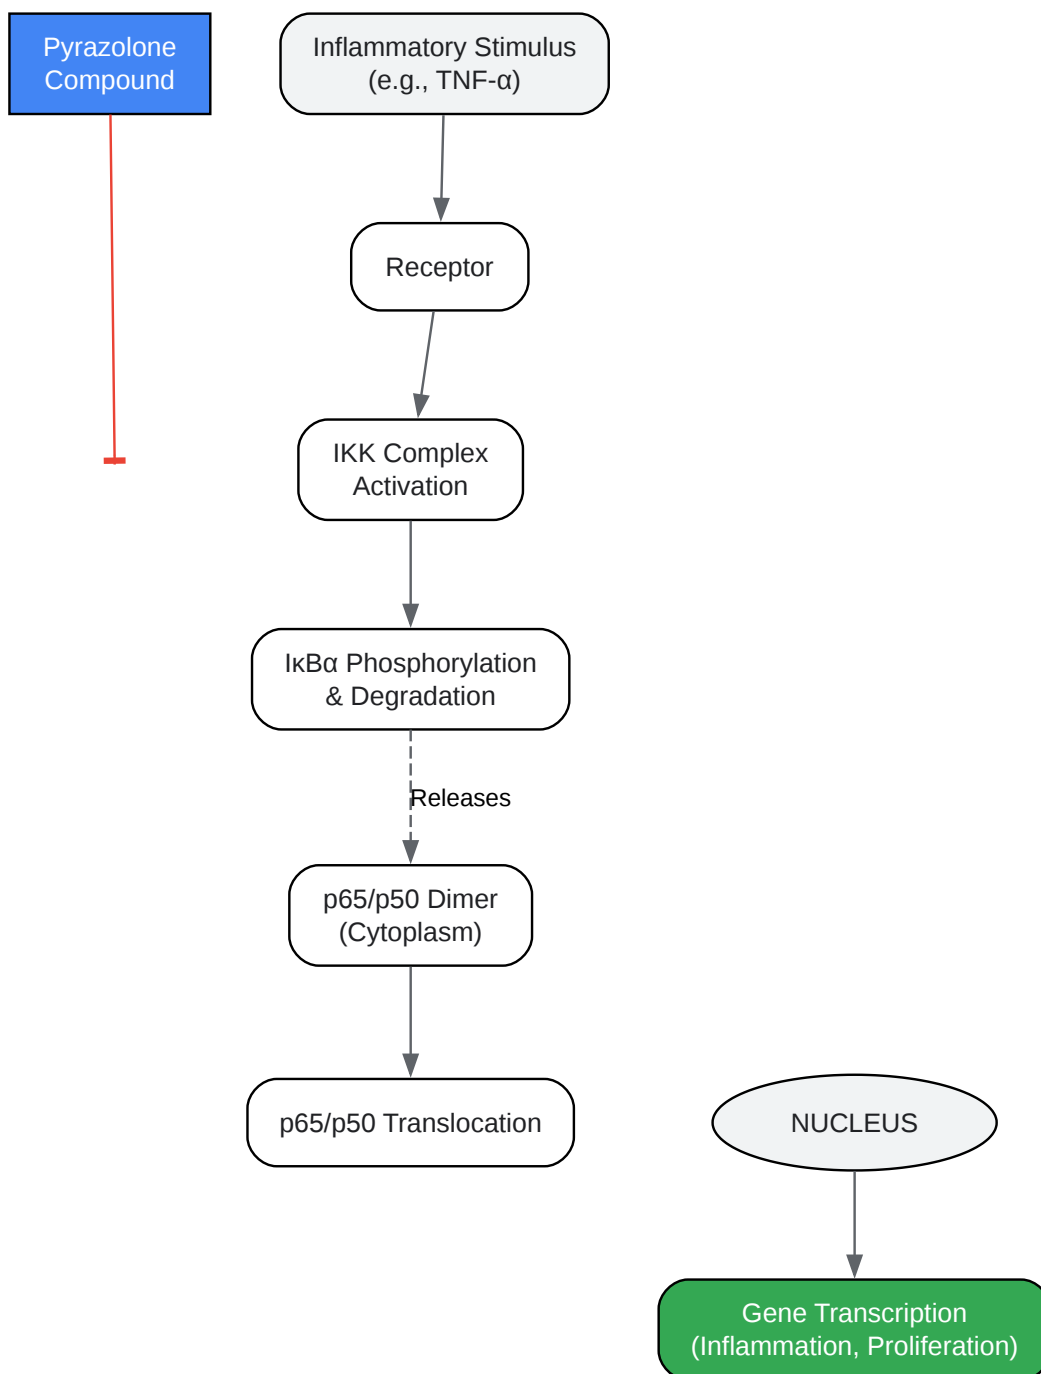 Pyrazolone
Compound
Inflammatory Stimulus
(e.g., TNF-α)
Receptor
IKK Complex
Activation
IκBα Phosphorylation
& Degradation
Releases
p65/p50 Dimer
(Cytoplasm)
p65/p50 Translocation
NUCLEUS
Gene Transcription
(Inflammation, Proliferation)